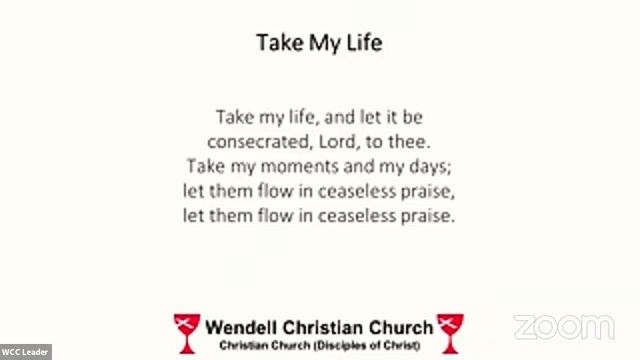 Take My Life
Take my life, and let it be
consecrated, Lord, to thee.
Take my moments and my days;
let them flow in ceaseless praise,
let them flow in ceaseless praise.
Wendell Christian Church
Christian Church (Disciples of Christ)
zoom
WCC Leader